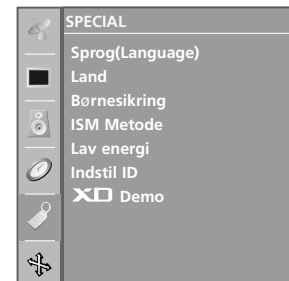 SPECIAL
Sprog(Language)
Land
Børnesikring
ISM Metode
Lav energi
Indstil ID
XD Demo